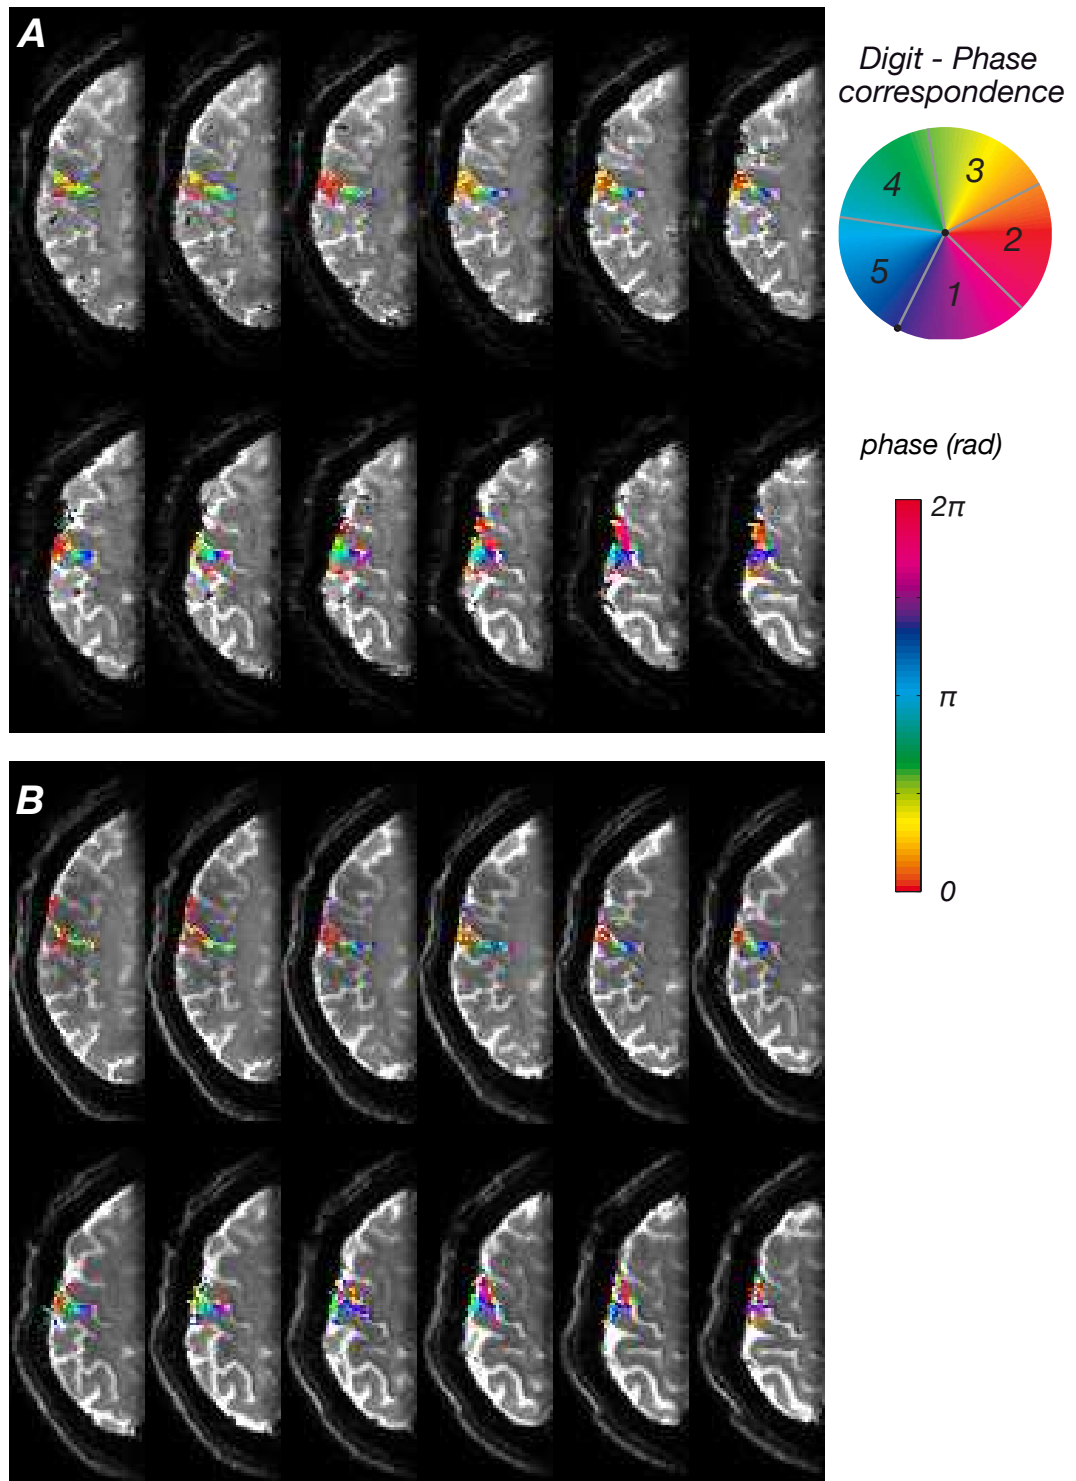 A
Digit - Phase
correspondence
3
4
2
5
1
phase (rad)
2π
π
0
B